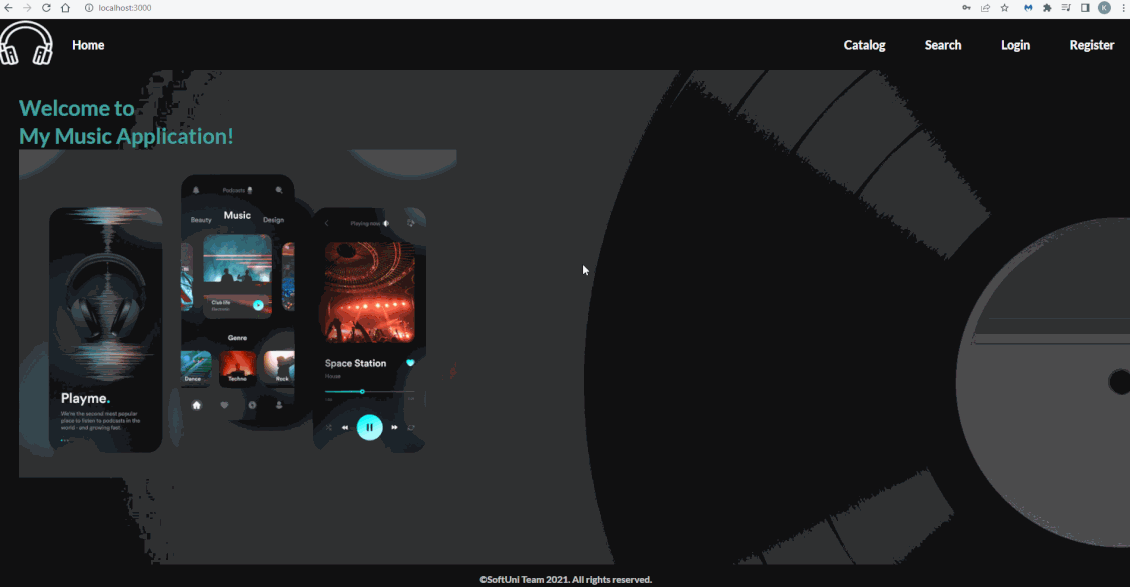 localhost:3000
K
Home
Catalog
Search
Login
Register
Welcome to
My Music Application!
Podcasts
Beauty
Music
Design
Club life
Remixes
Genre
Dance
Techno
Rock
Playing now
Space Station
House
Playme.
We're the second most popular
place to listen to podcasts in the
world - and growing fast.
©SoftUni Team 2021. All rights reserved.